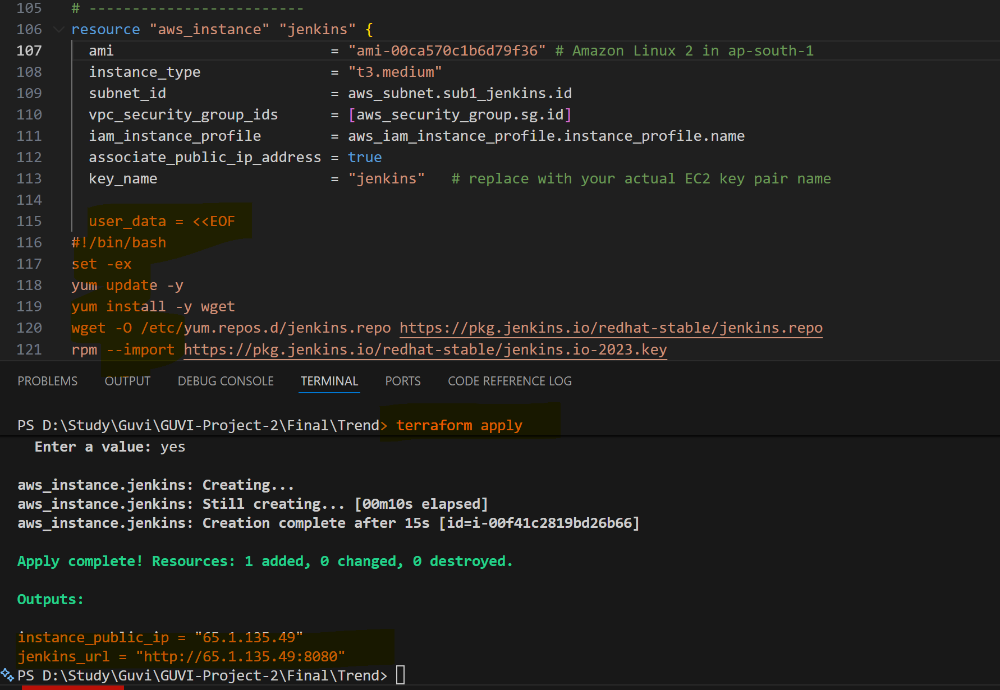 105 # -------------------------
106 resource "aws_instance" "jenkins" {
107 ami = "ami-00ca570c1b6d79f36" # Amazon Linux 2 in ap-south-1
108 instance_type = "t3.medium"
109 subnet_id = aws_subnet.sub1_jenkins.id
110 vpc_security_group_ids = [aws_security_group.sg.id]
111 iam_instance_profile = aws_iam_instance_profile.instance_profile.name
112 associate_public_ip_address = true
113 key_name = "jenkins" # replace with your actual EC2 key pair name
114
115 user_data = <<EOF
116 #!/bin/bash
117 set -ex
118 yum update -y
119 yum install -y wget
120 wget -O /etc/yum.repos.d/jenkins.repo https://pkg.jenkins.io/redhat-stable/jenkins.repo
121 rpm --import https://pkg.jenkins.io/redhat-stable/jenkins.io-2023.key
PROBLEMS OUTPUT DEBUG CONSOLE TERMINAL PORTS CODE REFERENCE LOG
PS D:\Study\Guvi\GUVI-Project-2\Final\Trend> terraform apply
Enter a value: yes
aws_instance.jenkins: Creating...
aws_instance.jenkins: Still creating... [00m10s elapsed]
aws_instance.jenkins: Creation complete after 15s [id=i-00f41c2819bd26b66]
Apply complete! Resources: 1 added, 0 changed, 0 destroyed.
Outputs:
instance_public_ip = "65.1.135.49"
jenkins_url = "http://65.1.135.49:8080"
PS D:\Study\Guvi\GUVI-Project-2\Final\Trend>